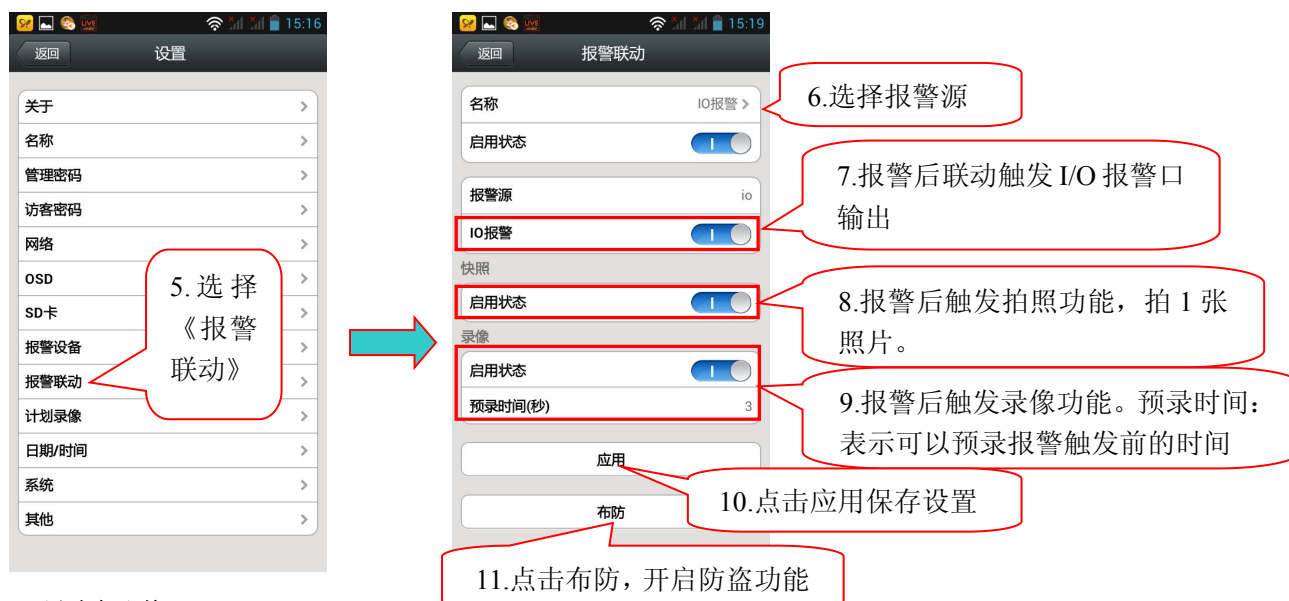 15:16
返回
设置
关于
名称
管理密码
访客密码
网络
OSD
SD卡
报警设备
报警联动
计划录像
日期/时间
系统
其他
5.选择
《报警
联动》
15:19
返回
报警联动
名称 IO报警
启用状态
报警源 io
IO报警
快照
启用状态
录像
启用状态
预录时间(秒) 3
应用
布防
6.选择报警源
7.报警后联动触发 I/O 报警口
输出
8.报警后触发拍照功能，拍 1 张
照片。
9.报警后触发录像功能。预录时间：
表示可以预录报警触发前的时间
10.点击应用保存设置
11.点击布防，开启防盗功能